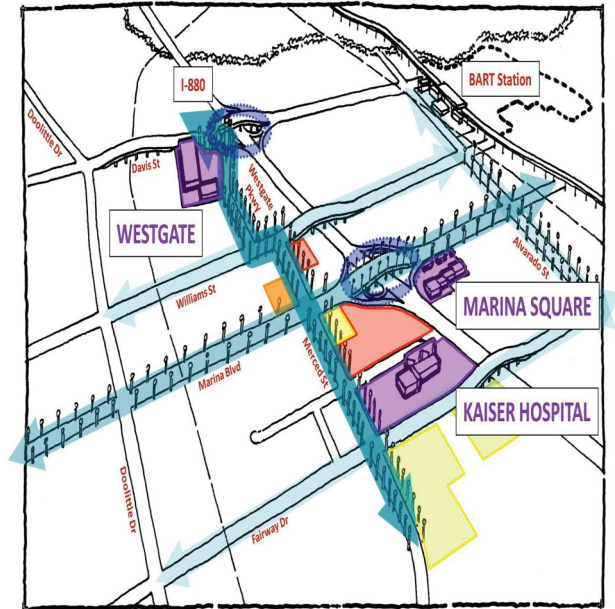 I-880
BART Station
Doolittle Dr
Davis St
Westgate
Pkwy
WESTGATE
Alvarado St
Williams St
MARINA SQUARE
Merced St
Marina Blvd
KAISER HOSPITAL
Doolittle Dr
Fairway Dr